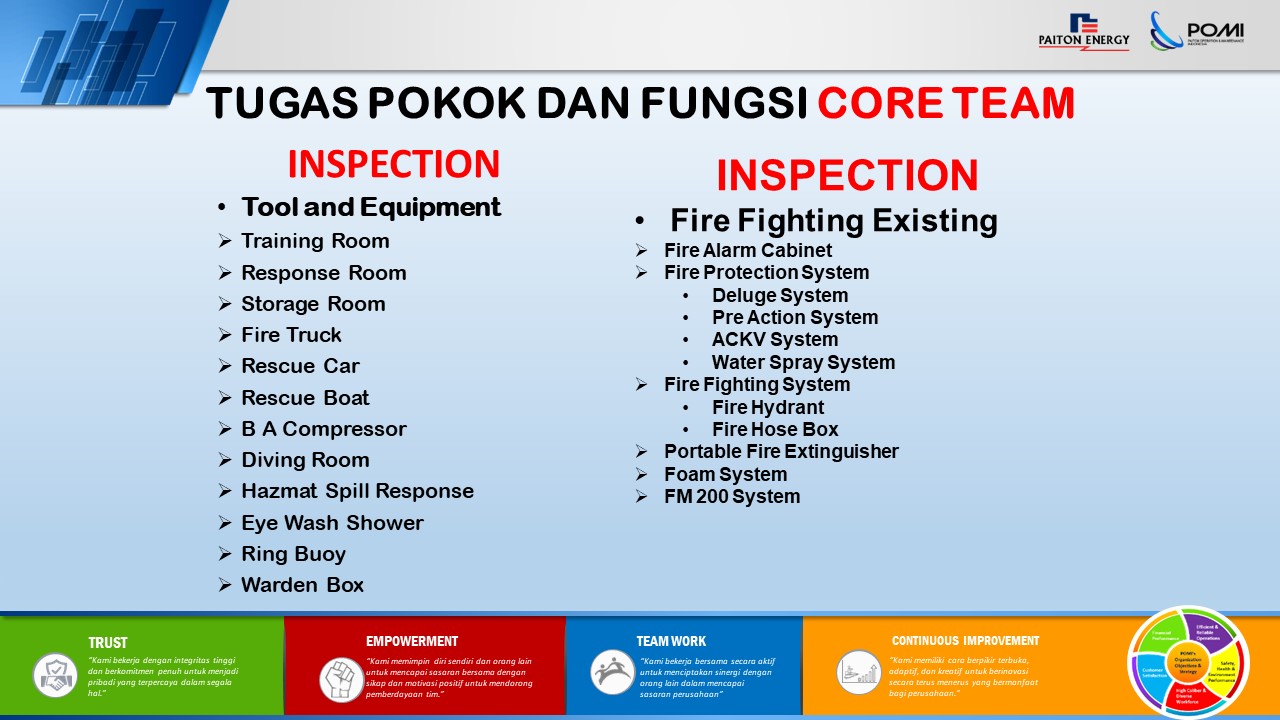 PAITON ENERGY
POMI
PAITON OPERATION & MAINTENANCE
INDONESIA
TUGAS POKOK DAN FUNGSI CORE TEAM
INSPECTION
• Tool and Equipment
➢ Training Room
➢ Response Room
➢ Storage Room
➢ Fire Truck
➢ Rescue Car
➢ Rescue Boat
➢ B A Compressor
➢ Diving Room
➢ Hazmat Spill Response
➢ Eye Wash Shower
➢ Ring Buoy
➢ Warden Box
INSPECTION
• Fire Fighting Existing
➢ Fire Alarm Cabinet
➢ Fire Protection System
• Deluge System
• Pre Action System
• ACKV System
• Water Spray System
➢ Fire Fighting System
• Fire Hydrant
• Fire Hose Box
➢ Portable Fire Extinguisher
➢ Foam System
➢ FM 200 System
TRUST
"Kami bekerja dengan integritas tinggi
dan berkomitmen penuh untuk menjadi
pribadi yang terpercaya dalam segala
hal."
EMPOWERMENT
"Kami memimpin diri sendiri dan orang lain
untuk mencapai sasaran bersama dengan
sikap dan motivasi positif untuk mendorong
pemberdayaan tim."
TEAM WORK
"Kami bekerja bersama secara aktif
untuk menciptakan sinergi dengan
orang lain dalam mencapai
sasaran perusahaan"
CONTINUOUS IMPROVEMENT
"Kami memiliki cara berpikir terbuka,
adaptif, dan kreatif untuk berinovasi
secara terus menerus yang bermanfaat
bagi perusahaan."
Financial
Performance
Efficient &
Reliable
Operations
Safety,
Health &
Environment
Performance
High Caliber &
Diverse
Workforce
Customer
Satisfaction
POMI's
Organization
Objectives &
Strategy